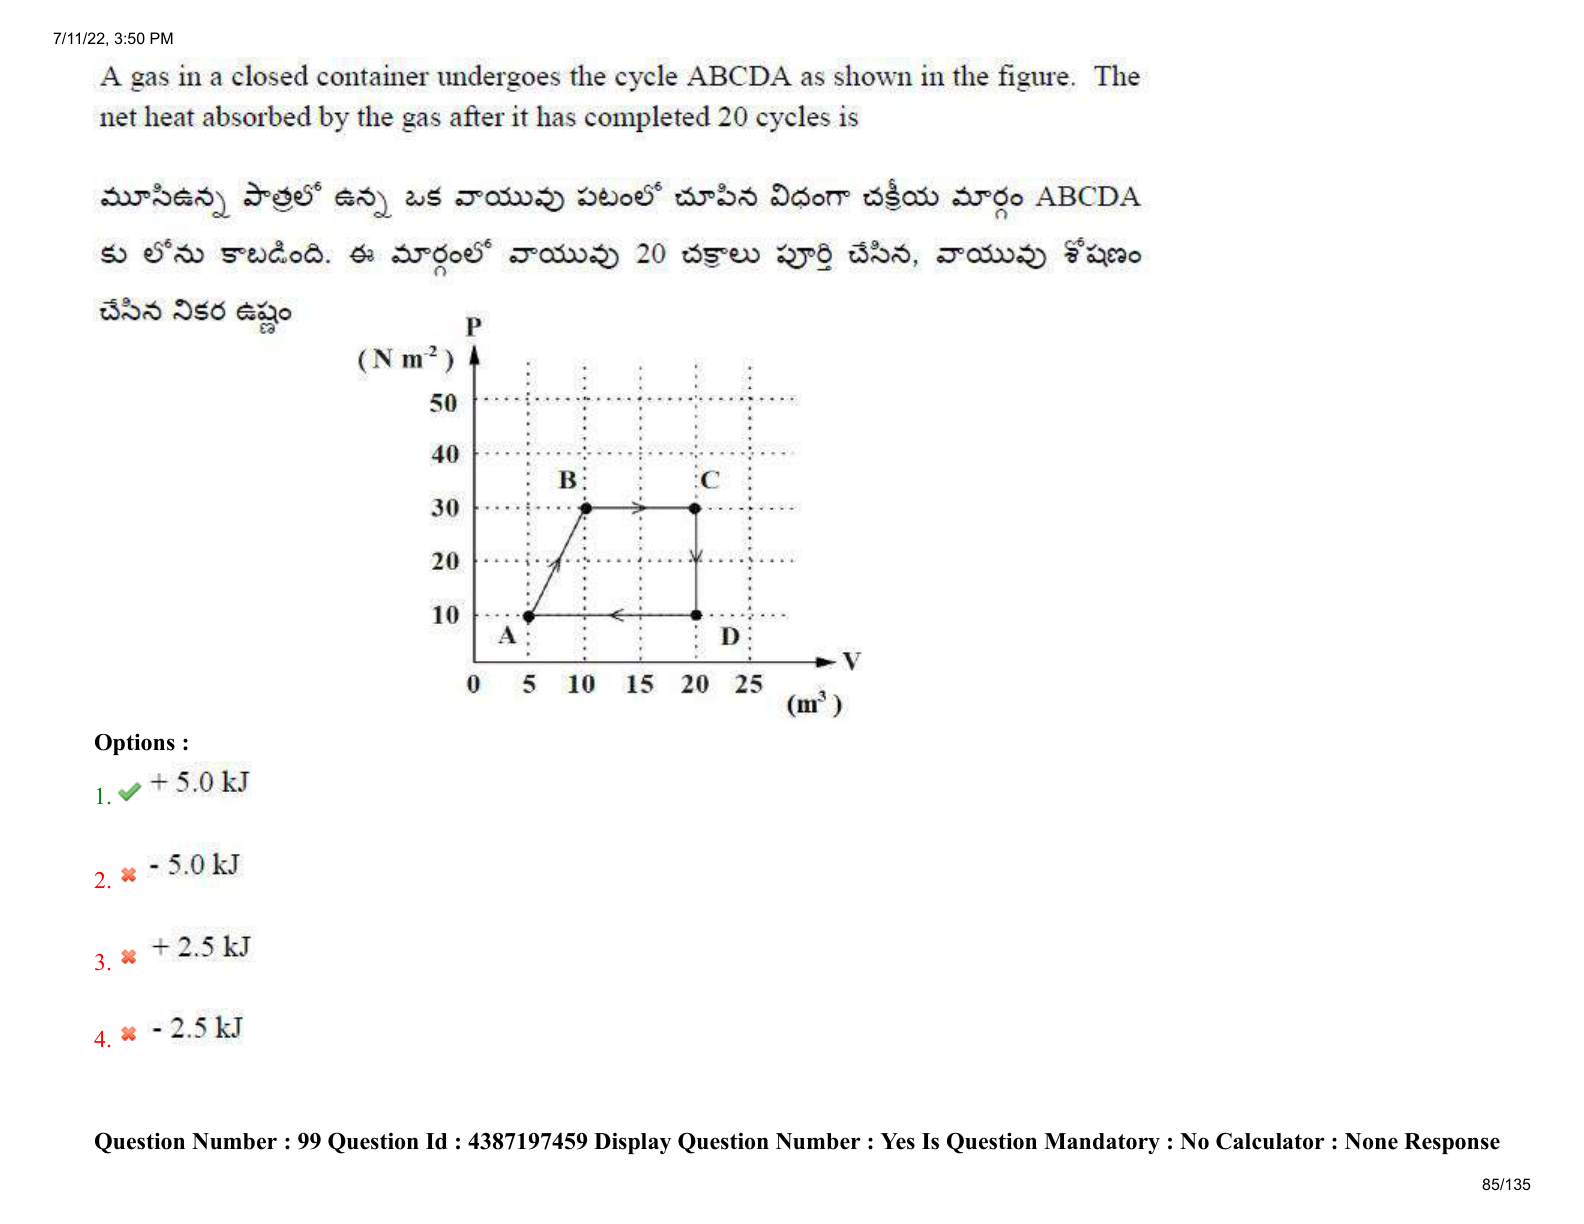 7/11/22, 3:50 PM
A gas in a closed container undergoes the cycle ABCDA as shown in the figure. The
net heat absorbed by the gas after it has completed 20 cycles is
మూసిఉన్న పాత్రలో ఉన్న ఒక వాయువు పటంలో చూపిన విధంగా చక్రీయ మార్గం ABCDA
కు లోను కాబడింది. ఈ మార్గంలో వాయువు 20 చక్రాలు పూర్తి చేసిన, వాయువు శోషణం
చేసిన నికర ఉష్ణం
P
( N m⁻² )
50
40
B C
30
20
10
A D
V
0 5 10 15 20 25
(m³ )
Options :
1. + 5.0 kJ
2. - 5.0 kJ
3. + 2.5 kJ
4. - 2.5 kJ
Question Number : 99 Question Id : 4387197459 Display Question Number : Yes Is Question Mandatory : No Calculator : None Response
85/135